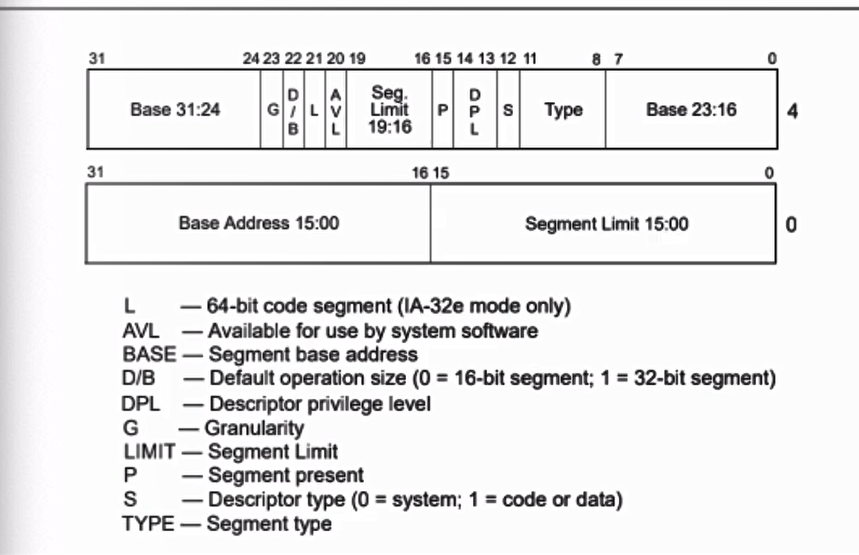 31 24 23 22 21 20 19 16 15 14 13 12 11 8 7 0
Base 31:24 G D/B L AVL Seg. Limit 19:16 P DPL S Type Base 23:16 4
31 16 15 0
Base Address 15:00 Segment Limit 15:00 0
L — 64-bit code segment (IA-32e mode only)
AVL — Available for use by system software
BASE — Segment base address
D/B — Default operation size (0 = 16-bit segment; 1 = 32-bit segment)
DPL — Descriptor privilege level
G — Granularity
LIMIT — Segment Limit
P — Segment present
S — Descriptor type (0 = system; 1 = code or data)
TYPE — Segment type